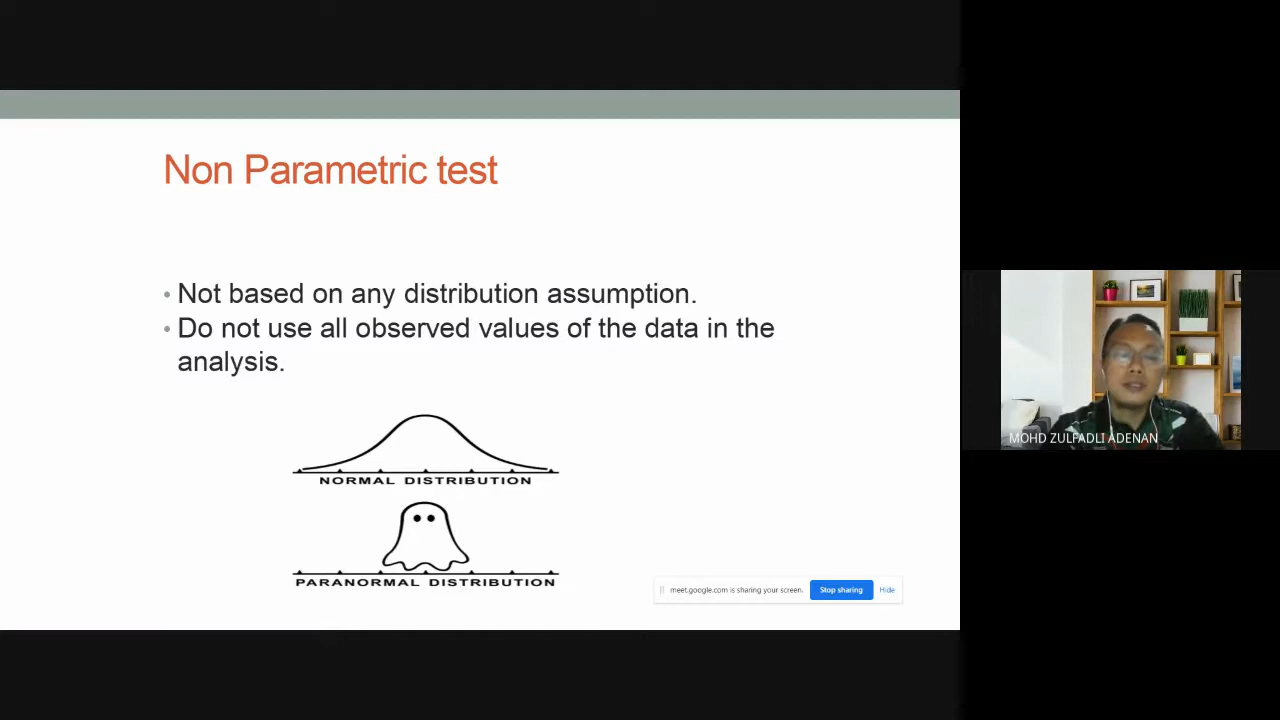 Non Parametric test
• Not based on any distribution assumption.
• Do not use all observed values of the data in the
analysis.
NORMAL DISTRIBUTION
PARANORMAL DISTRIBUTION
meet.google.com is sharing your screen. Stop sharing Hide
MOHD ZULFADLI ADENAN